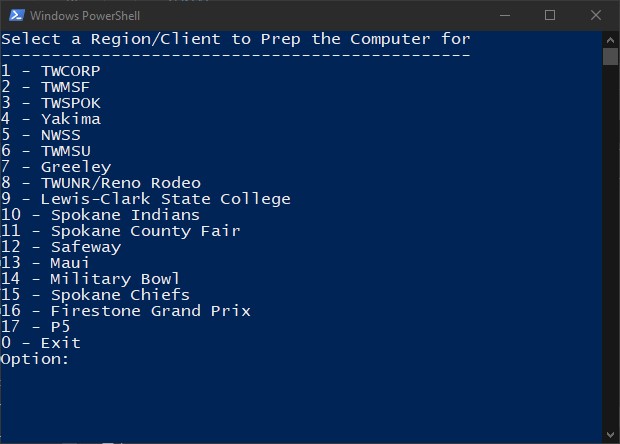 Windows PowerShell
Select a Region/Client to Prep the Computer for
-----------------------------------------------
1 - TWCORP
2 - TWMSF
3 - TWSPOK
4 - Yakima
5 - NWSS
6 - TWMSU
7 - Greeley
8 - TWUNR/Reno Rodeo
9 - Lewis-Clark State College
10 - Spokane Indians
11 - Spokane County Fair
12 - Safeway
13 - Maui
14 - Military Bowl
15 - Spokane Chiefs
16 - Firestone Grand Prix
17 - P5
0 - Exit
Option: